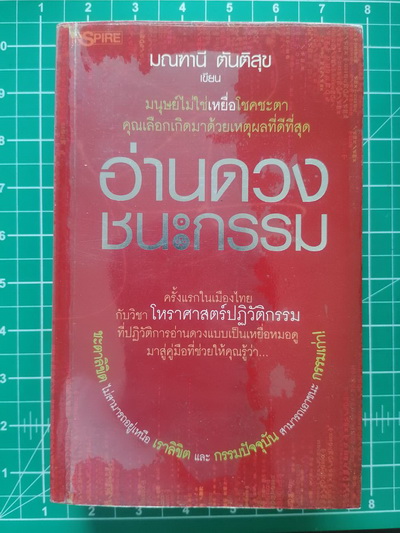 SPIRE
มณฑานี ตันติสุข
เขียน
มนุษย์ไม่ใช่เหยื่อโชคชะตา
คุณเลือกเกิดมาด้วยเหตุผลที่ดีที่สุด
อ่านดวง
ชนะกรรม
ครั้งแรกในเมืองไทย
กับวิชา โหราศาสตร์ปฏิวัติกรรม
ที่ปฏิวัติการอ่านดวงแบบเป็นเหยื่อหมอดู
มาสู่คู่มือที่ช่วยให้คุณรู้ว่า...
ชะตาลิขิต ไม่สามารถอยู่เหนือ เราลิขิต และ กรรมปัจจุบัน สามารถเอาชนะ กรรมเก่า!